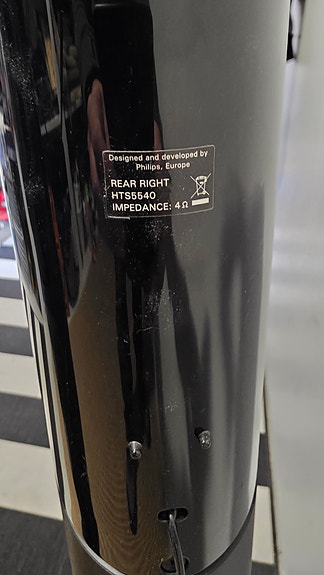 Designed and developed by
Philips, Europe
REAR RIGHT
HTS5540
IMPEDANCE: 4Ω